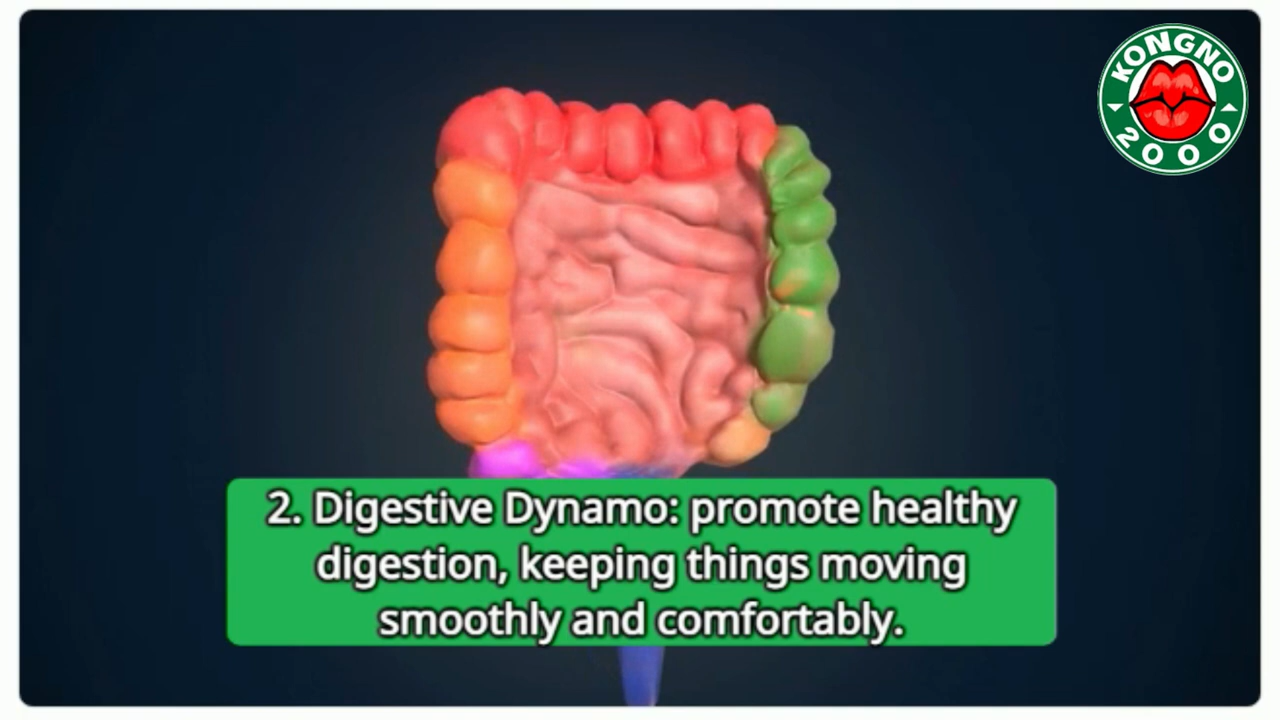 KONGNO
2000
2. Digestive Dynamo: promote healthy
digestion, keeping things moving
smoothly and comfortably.